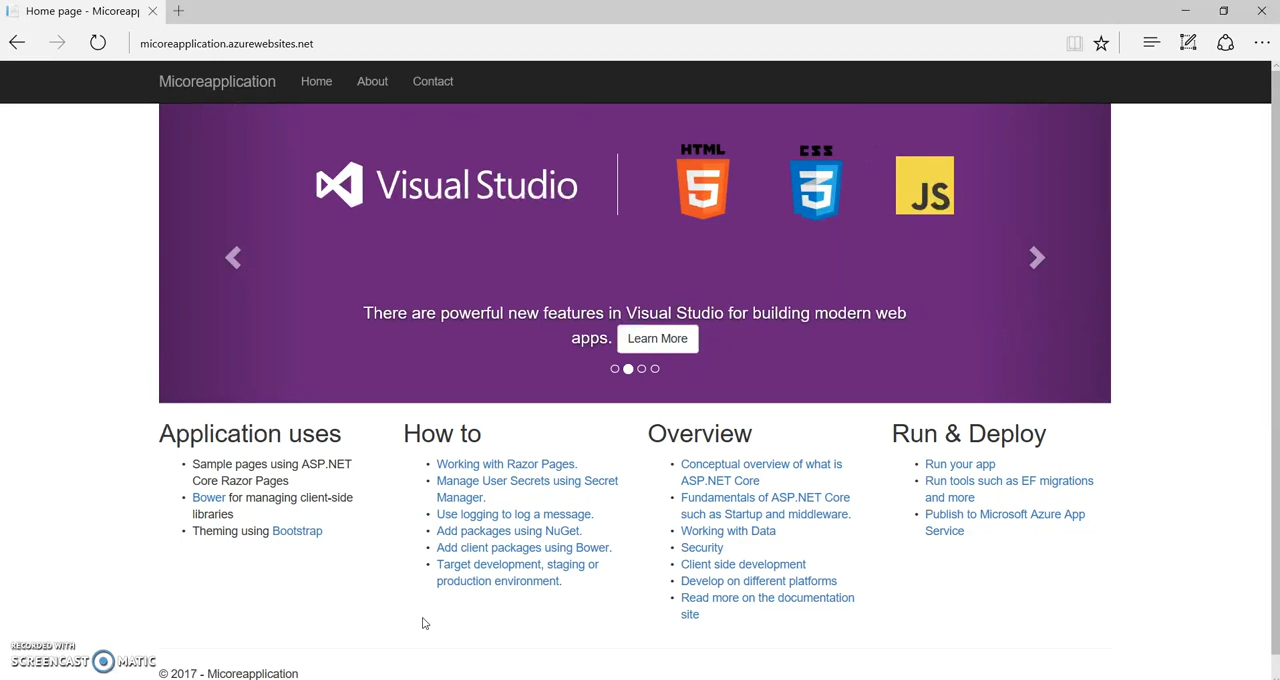 Home page - Micoreapp
micoreapplication.azurewebsites.net
Micoreapplication
Home
About
Contact
Visual Studio
HTML
5
CSS
3
JS
There are powerful new features in Visual Studio for building modern web
apps. Learn More
Application uses
Sample pages using ASP.NET
Core Razor Pages
Bower for managing client-side
libraries
Theming using Bootstrap
How to
Working with Razor Pages.
Manage User Secrets using Secret
Manager.
Use logging to log a message.
Add packages using NuGet.
Add client packages using Bower.
Target development, staging or
production environment.
Overview
Conceptual overview of what is
ASP.NET Core
Fundamentals of ASP.NET Core
such as Startup and middleware.
Working with Data
Security
Client side development
Develop on different platforms
Read more on the documentation
site
Run & Deploy
Run your app
Run tools such as EF migrations
and more
Publish to Microsoft Azure App
Service
RECORDED WITH
SCREENCAST MATIC
© 2017 - Micoreapplication